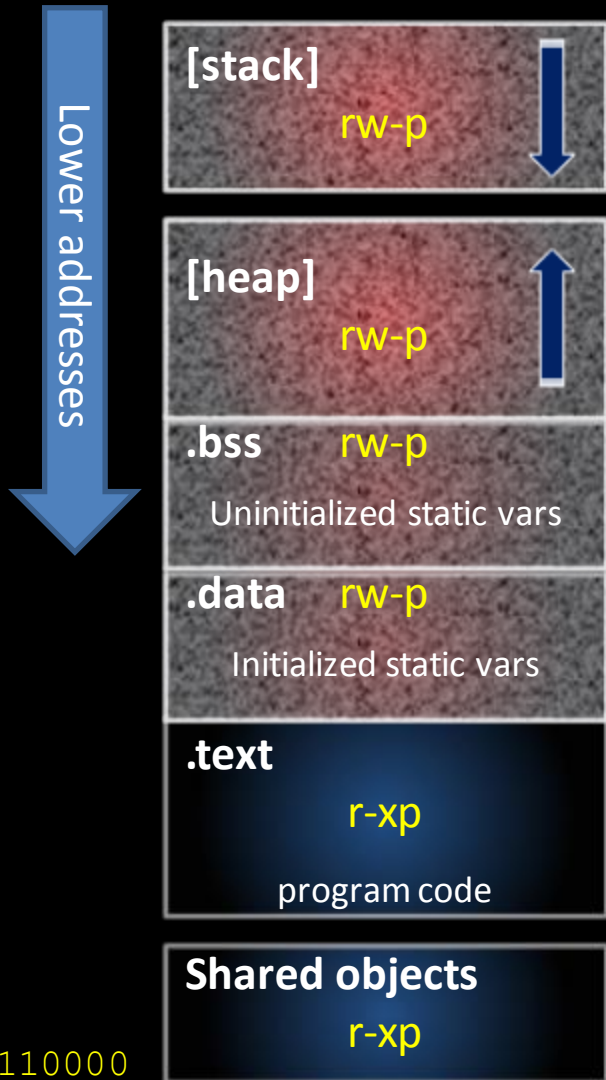 Lower addresses
[stack]
rw-p
[heap]
rw-p
.bss rw-p
Uninitialized static vars
.data rw-p
Initialized static vars
.text
r-xp
program code
Shared objects
r-xp
110000